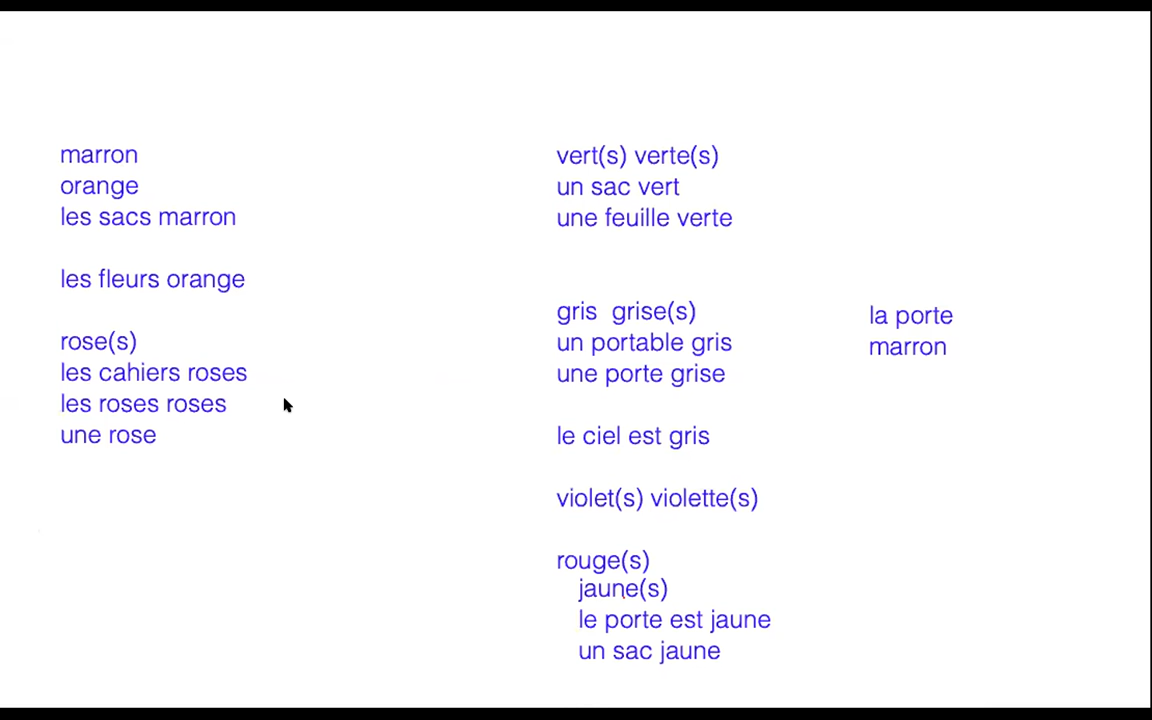 marron
orange
les sacs marron
les fleurs orange
rose(s)
les cahiers roses
les roses roses
une rose
vert(s) verte(s)
un sac vert
une feuille verte
gris  grise(s)
un portable gris
une porte grise
le ciel est gris
violet(s) violette(s)
rouge(s)
jaune(s)
le porte est jaune
un sac jaune
la porte
marron